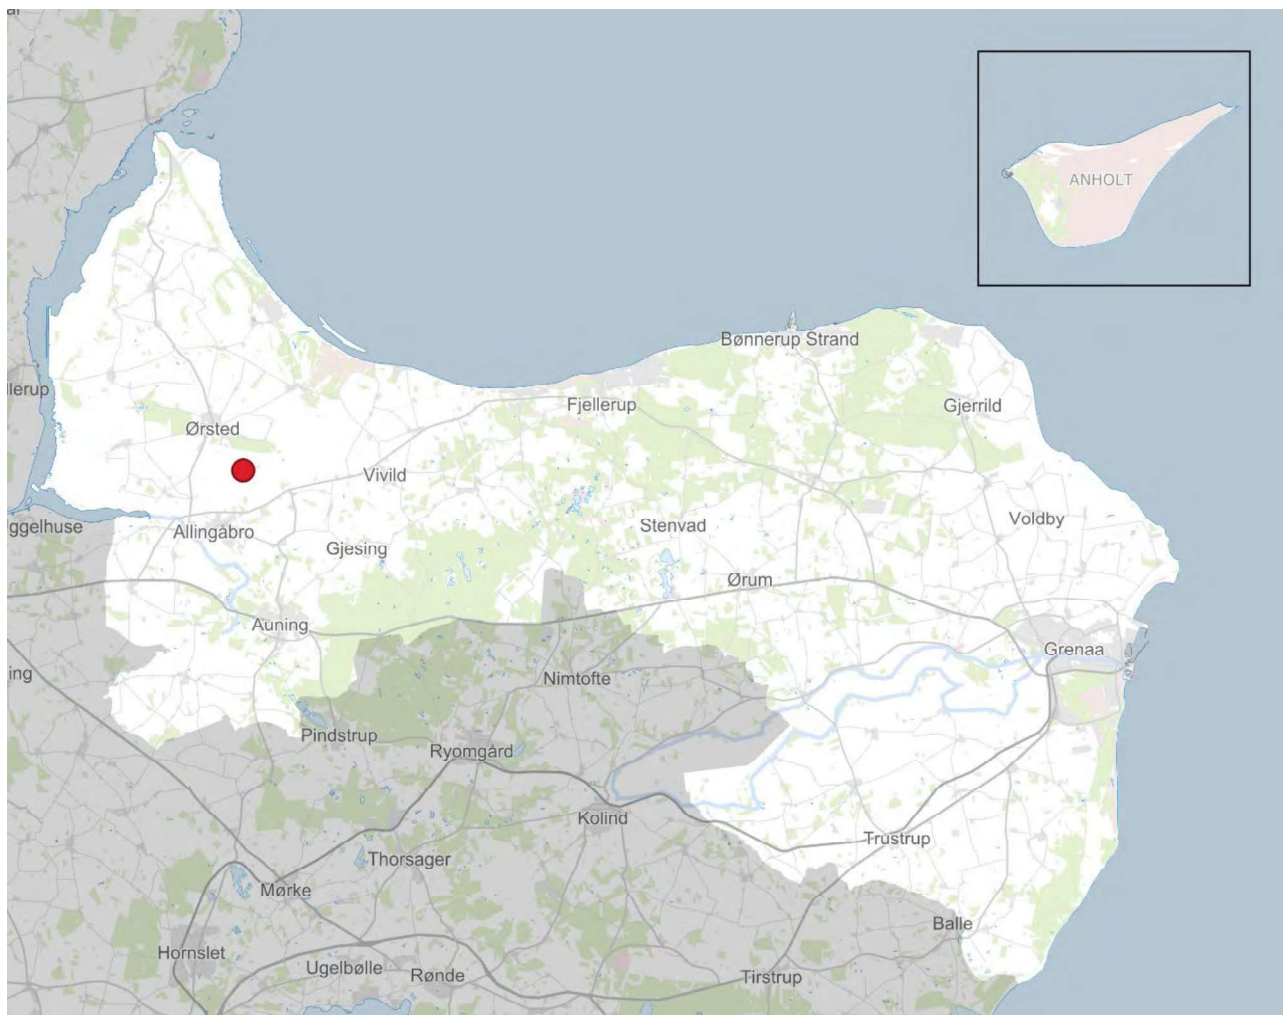 ANHOLT
Bønnerup Strand
llerup
Fjellerup
Gjerrild
Ørsted
Vivild
ggelhuse
Allingåbro
Stenvad
Voldby
Gjesing
Ørum
Auning
Grenaa
ing
Nimtofte
Pindstrup
Ryomgård
Kolind
Trustrup
Thorsager
Mørke
Balle
Hornslet
Ugelbølle
Rønde
Tirstrup